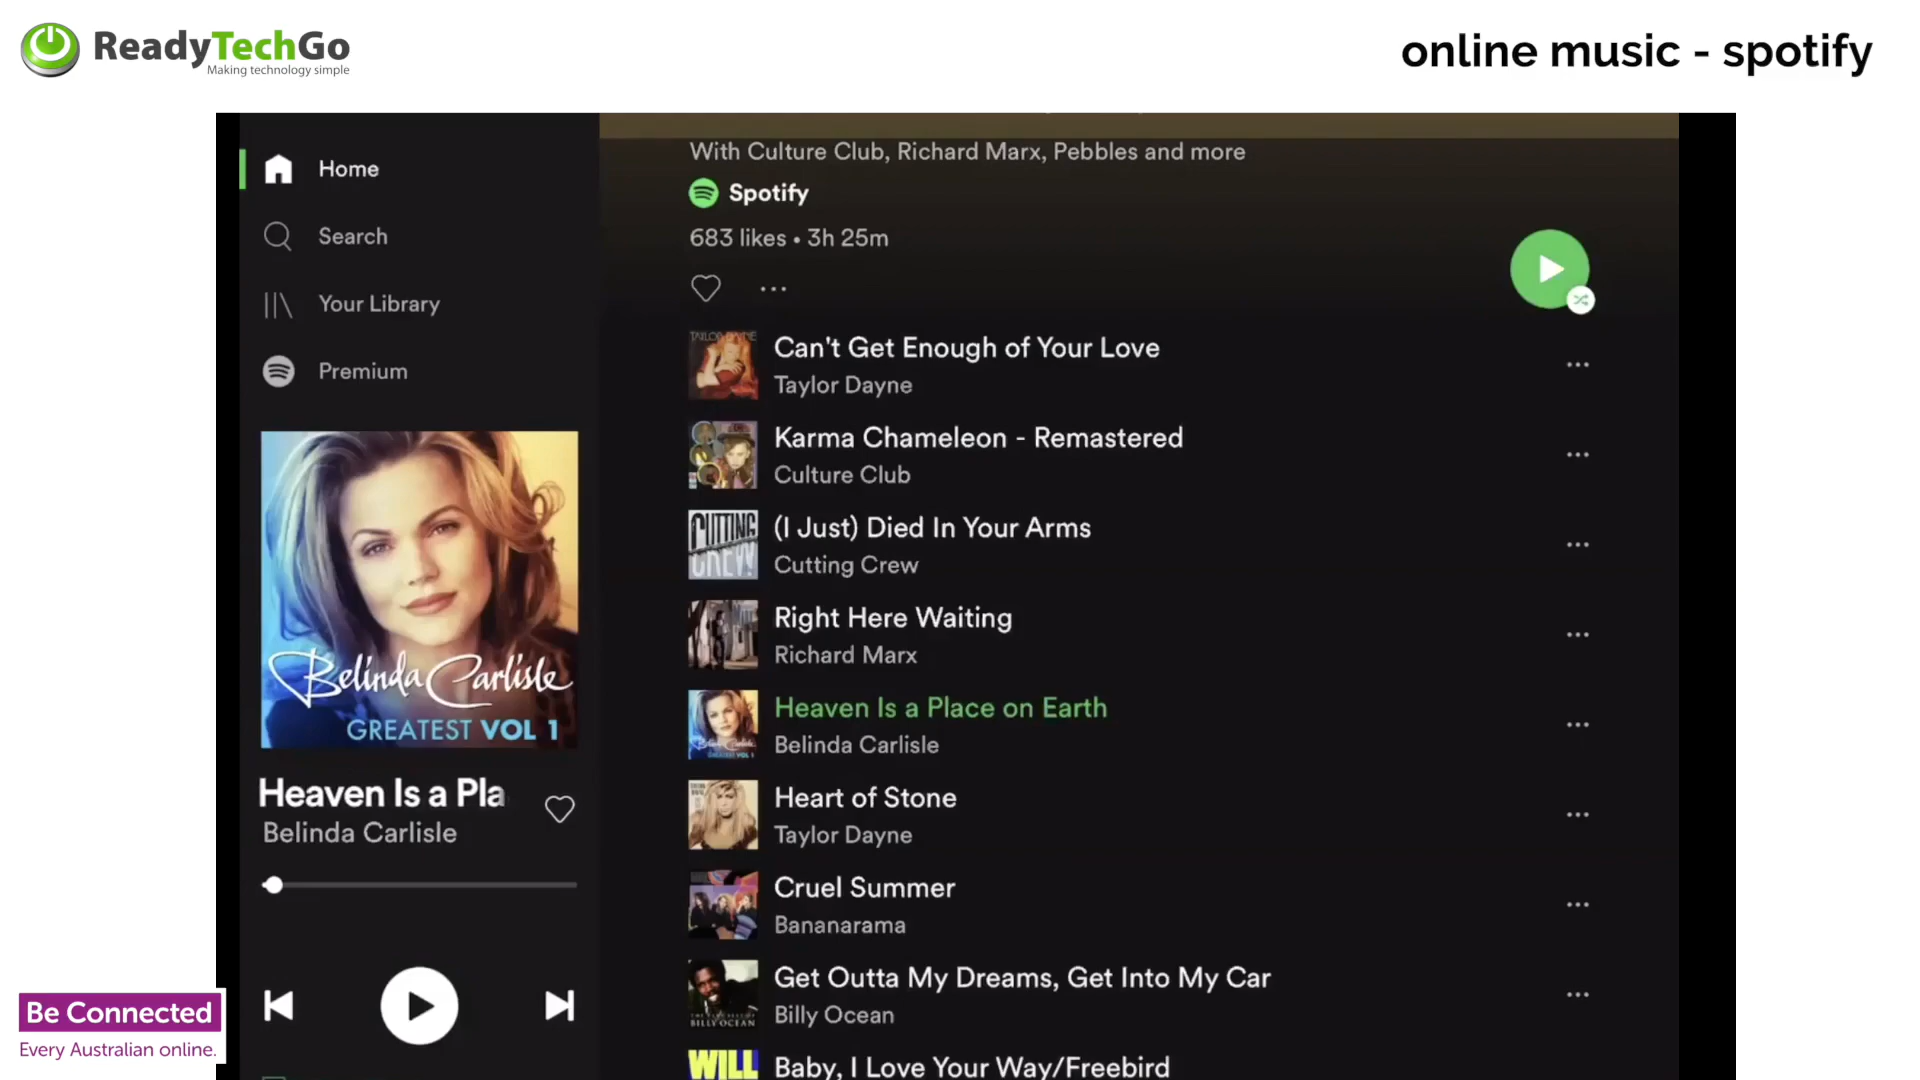 ReadyTechGo
Making technology simple
online music - spotify
Home
Search
Your Library
Premium
Belinda Carlisle
GREATEST VOL 1
Heaven Is a Pla
Belinda Carlisle
With Culture Club, Richard Marx, Pebbles and more
Spotify
683 likes • 3h 25m
Can't Get Enough of Your Love
Taylor Dayne
Karma Chameleon - Remastered
Culture Club
CUTTING
CREW
(I Just) Died In Your Arms
Cutting Crew
Right Here Waiting
Richard Marx
Heaven Is a Place on Earth
Belinda Carlisle
Heart of Stone
Taylor Dayne
Cruel Summer
Bananarama
BILLY OCEAN
Get Outta My Dreams, Get Into My Car
Billy Ocean
WILL
Baby, I Love Your Way/Freebird
Be Connected
Every Australian online.